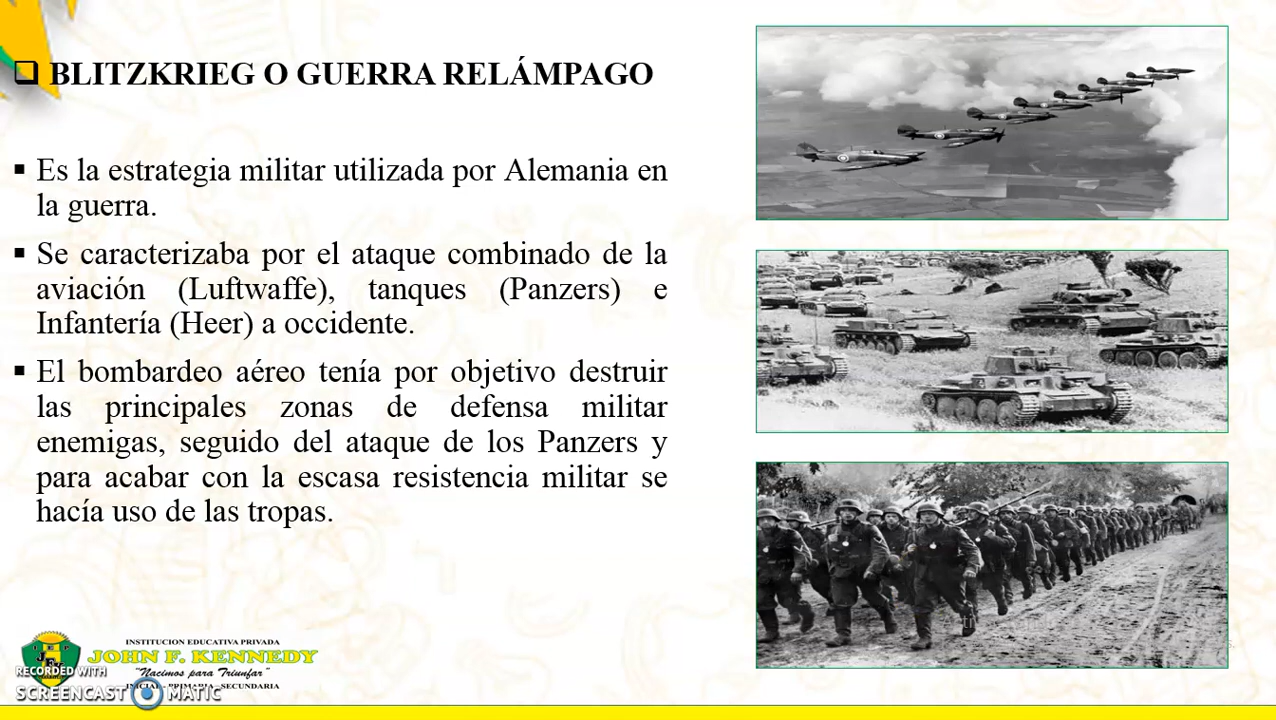 BLITZKRIEG O GUERRA RELÁMPAGO
Es la estrategia militar utilizada por Alemania en
la guerra.
Se caracterizaba por el ataque combinado de la
aviación (Luftwaffe), tanques (Panzers) e
Infantería (Heer) a occidente.
El bombardeo aéreo tenía por objetivo destruir
las principales zonas de defensa militar
enemigas, seguido del ataque de los Panzers y
para acabar con la escasa resistencia militar se
hacía uso de las tropas.
INSTITUCION EDUCATIVA PRIVADA
JOHN F. KENNEDY
"Nacimos para Triunfar"
INICIAL - PRIMARIA - SECUNDARIA
RECORDED WITH
SCREENCAST MATIC